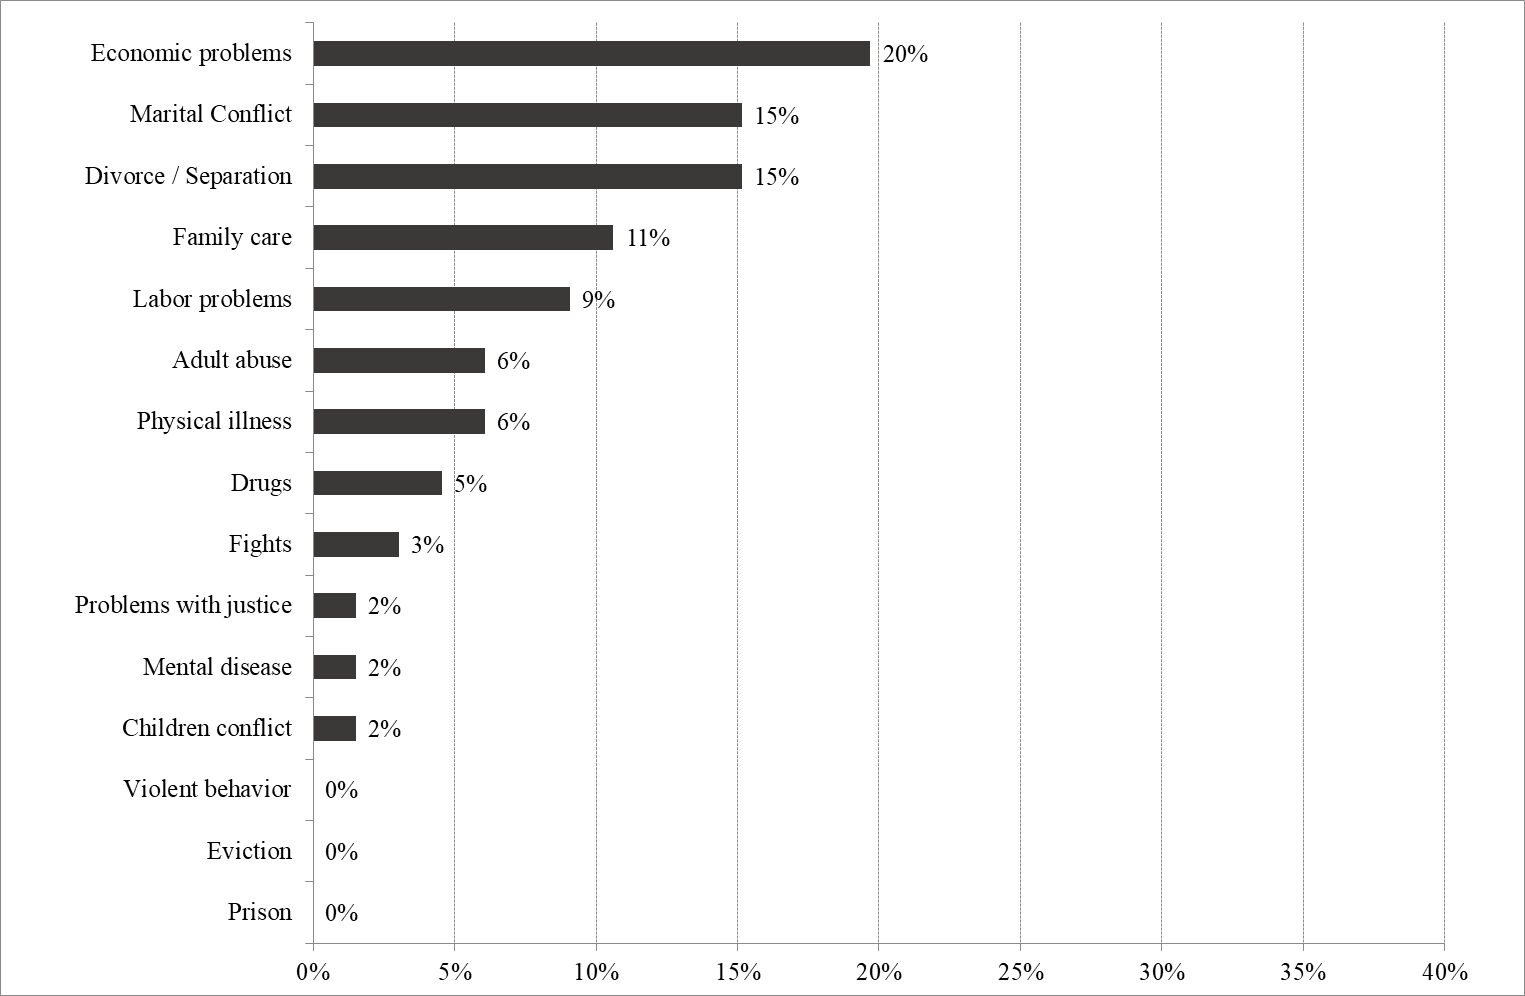 Economic problems 20%
Marital Conflict 15%
Divorce / Separation 15%
Family care 11%
Labor problems 9%
Adult abuse 6%
Physical illness 6%
Drugs 5%
Fights 3%
Problems with justice 2%
Mental disease 2%
Children conflict 2%
Violent behavior 0%
Eviction 0%
Prison 0%
0% 5% 10% 15% 20% 25% 30% 35% 40%